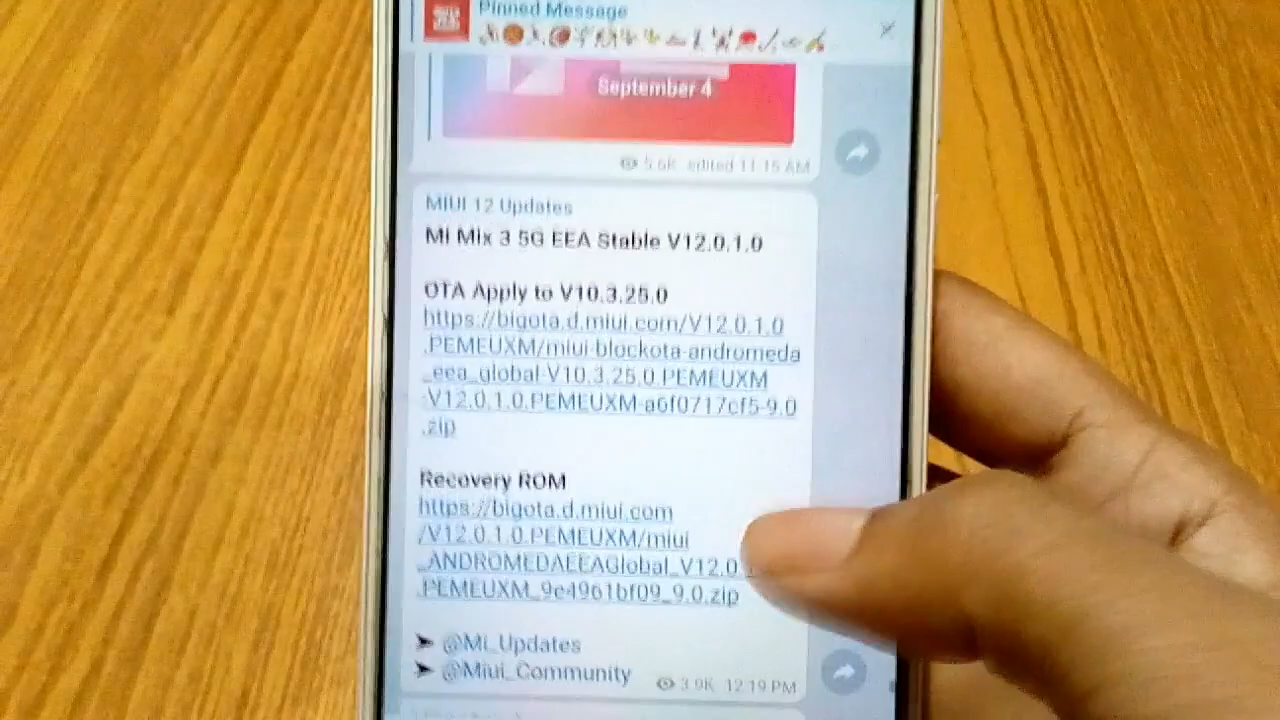 Pinned Message
September 4
5.6K edited 11:15 AM
MIUI 12 Updates
Mi Mix 3 5G EEA Stable V12.0.1.0
OTA Apply to V10.3.25.0
https://bigota.d.miui.com/V12.0.1.0
.PEMEUXM/miui-blockota-andromeda
_eea_global-V10.3.25.0.PEMEUXM
-V12.0.1.0.PEMEUXM-a6f0717cf5-9.0
.zip
Recovery ROM
https://bigota.d.miui.com
/V12.0.1.0.PEMEUXM/miui
_ANDROMEDAEEAGlobal_V12.0
.PEMEUXM_9e4961bf09_9.0.zip
➤ @Mi_Updates
➤ @Miui_Community
3.9K 12:19 PM